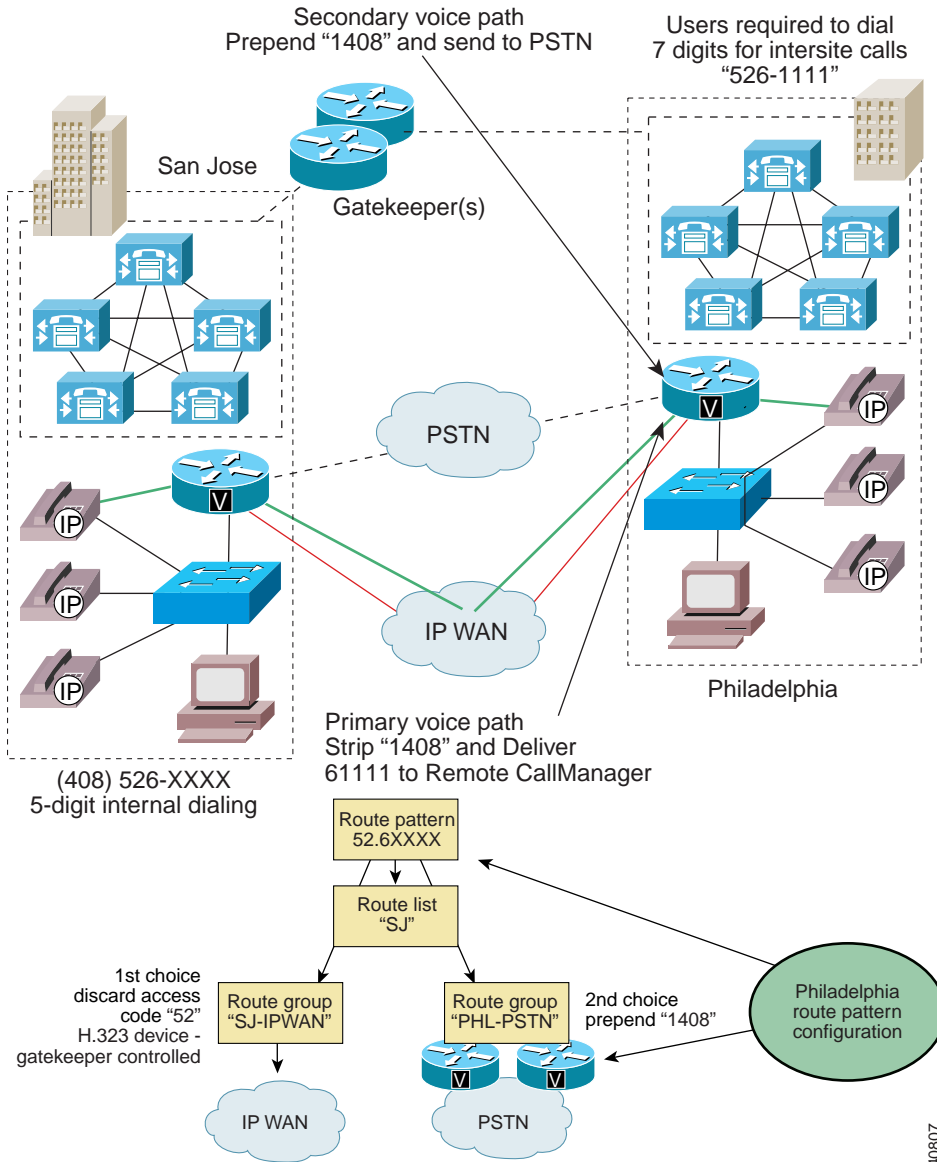 Secondary voice path
Prepend “1408” and send to PSTN
Users required to dial
7 digits for intersite calls
“526-1111”
San Jose
Gatekeeper(s)
PSTN
V
V
IP
IP
IP
IP
IP
IP
IP WAN
Philadelphia
Primary voice path
Strip “1408” and Deliver
61111 to Remote CallManager
(408) 526-XXXX
5-digit internal dialing
Route pattern
52.6XXXX
Route list
“SJ”
1st choice
discard access
code “52”
H.323 device -
gatekeeper controlled
Route group
“SJ-IPWAN”
Route group
“PHL-PSTN”
2nd choice
prepend “1408”
Philadelphia
route pattern
configuration
V
V
IP WAN
PSTN
40807